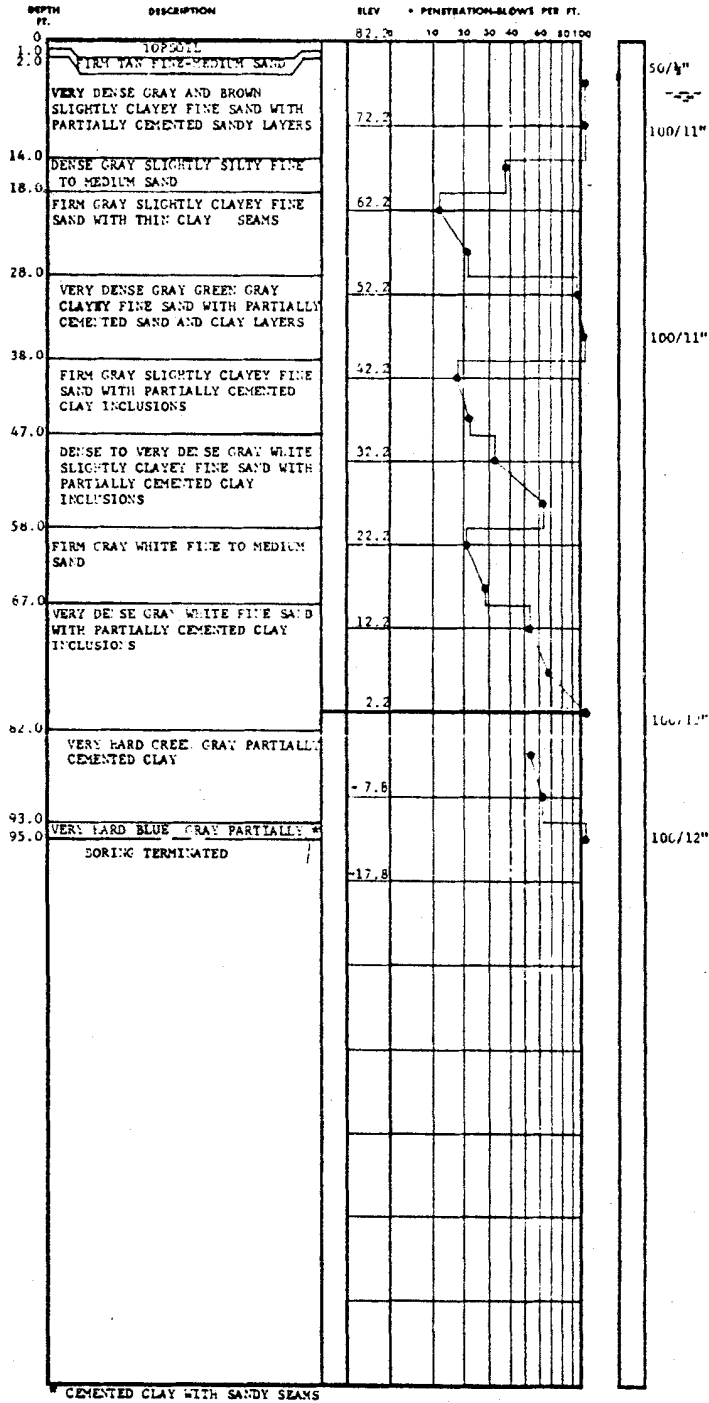 DEPTH FT. DESCRIPTION ELEV • PENETRATION-BLOWS PER FT.
0 82.2 0 10 20 30 40 60 80 100
1.0 TOPSOIL
2.0 FIRM TAN FINE-MEDIUM SAND
50/
VERY DENSE GRAY AND BROWN
SLIGHTLY CLAYEY FINE SAND WITH
PARTIALLY CEMENTED SANDY LAYERS
72.2
100/11"
14.0
DENSE GRAY SLIGHTLY SILTY FINE
TO MEDIUM SAND
18.0
FIRM GRAY SLIGHTLY CLAYEY FINE
SAND WITH THIN CLAY SEAMS
62.2
28.0
VERY DENSE GRAY GREEN GRAY
CLAYEY FINE SAND WITH PARTIALLY
CEMENTED SAND AND CLAY LAYERS
52.2
100/11"
38.0
FIRM GRAY SLIGHTLY CLAYEY FINE
SAND WITH PARTIALLY CEMENTED
CLAY INCLUSIONS
42.2
47.0
DENSE TO VERY DENSE GRAY WHITE
SLIGHTLY CLAYEY FINE SAND WITH
PARTIALLY CEMENTED CLAY
INCLUSIONS
32.2
58.0
FIRM GRAY WHITE FINE TO MEDIUM
SAND
22.2
67.0
VERY DENSE GRAY WHITE FINE SAND
WITH PARTIALLY CEMENTED CLAY
INCLUSIONS
12.2
2.2
82.0
VERY HARD GREEN GRAY PARTIALLY
CEMENTED CLAY
-7.8
93.0
VERY HARD BLUE GRAY PARTIALLY *
95.0
100/12"
BORING TERMINATED
-17.8
* CEMENTED CLAY WITH SANDY SEAMS